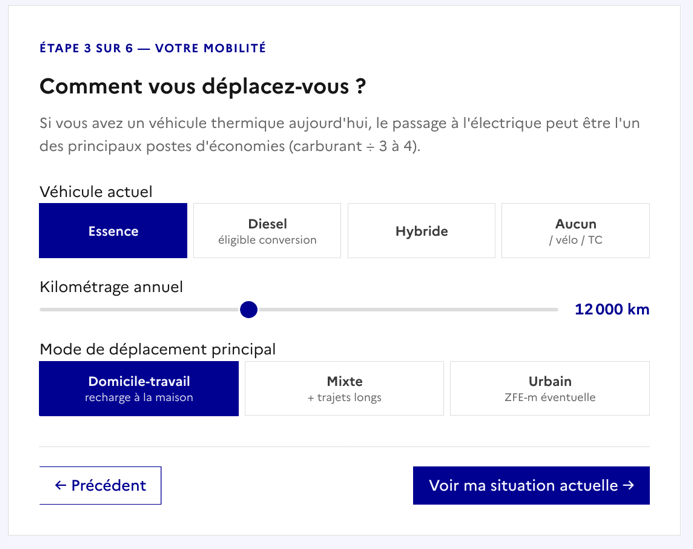 ÉTAPE 3 SUR 6 — VOTRE MOBILITÉ
Comment vous déplacez-vous ?
Si vous avez un véhicule thermique aujourd'hui, le passage à l'électrique peut être l'un
des principaux postes d'économies (carburant ÷ 3 à 4).
Véhicule actuel
Essence
Diesel
éligible conversion
Hybride
Aucun
/ vélo / TC
Kilométrage annuel
12 000 km
Mode de déplacement principal
Domicile-travail
recharge à la maison
Mixte
+ trajets longs
Urbain
ZFE-m éventuelle
← Précédent
Voir ma situation actuelle →